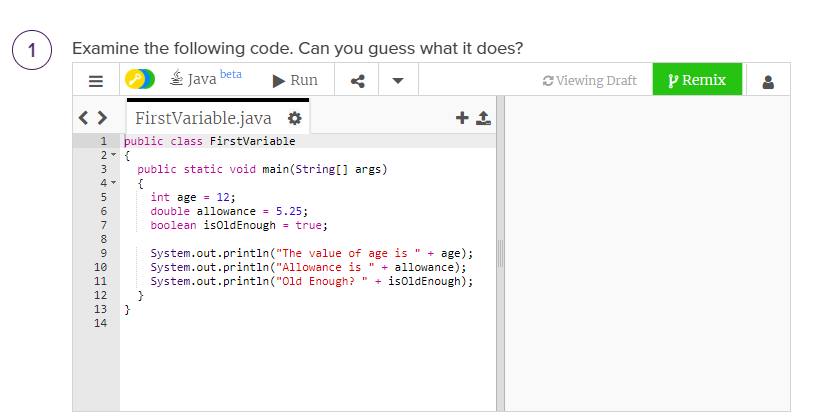 1 Examine the following code. Can you guess what it does?
Java beta Run Viewing Draft Remix
FirstVariable.java
1 public class FirstVariable
2 {
3 public static void main(String[] args)
4 {
5 int age = 12;
6 double allowance = 5.25;
7 boolean isOldEnough = true;
8
9 System.out.println("The value of age is " + age);
10 System.out.println("Allowance is " + allowance);
11 System.out.println("Old Enough? " + isOldEnough);
12 }
13 }
14